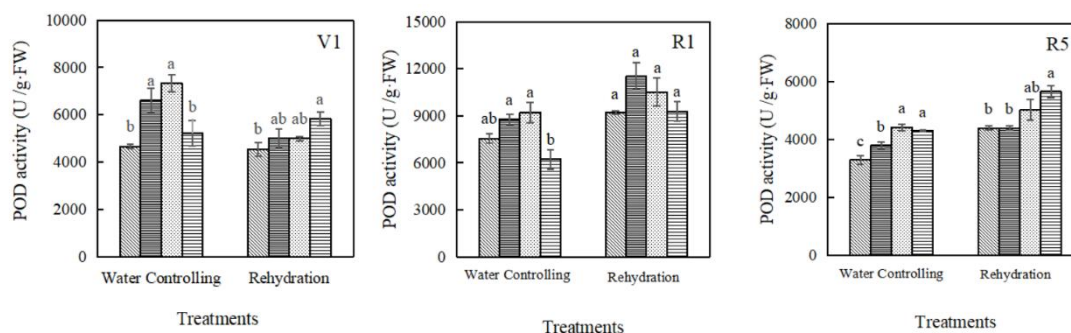 10000
8000
6000
4000
2000
0
POD activity (U /g·FW)
V1
b a a b b ab ab a
Water Controlling Rehydration
Treatments
15000
12000
9000
6000
3000
0
POD activity (U /g·FW)
R1
ab a a b a a a a
Water Controlling Rehydration
Treatments
8000
6000
4000
2000
0
POD activity (U /g·FW)
R5
c b a a b b ab a
Water Controlling Rehydration
Treatments